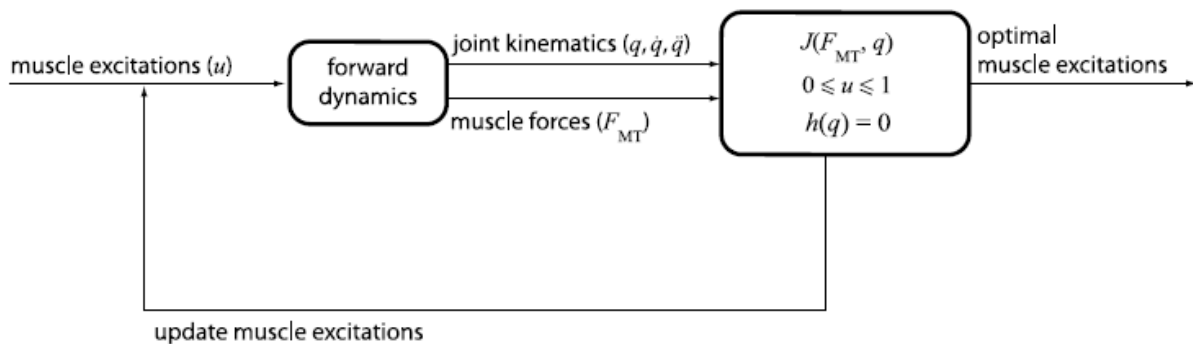 muscle excitations (u)
forward
dynamics
joint kinematics (q, q̇, q̈)
muscle forces (F_MT)
J(F_MT, q)
0 ⩽ u ⩽ 1
h(q) = 0
optimal
muscle excitations
update muscle excitations